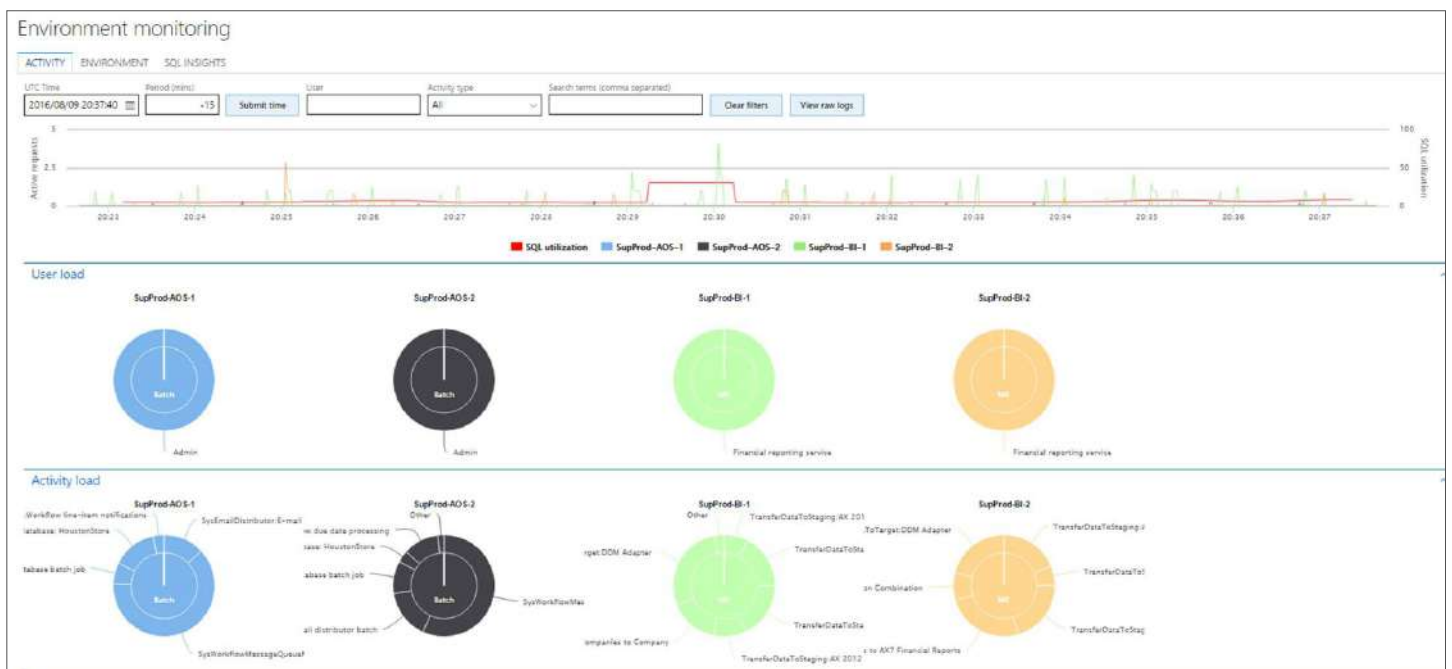 Environment monitoring
ACTIVITY ENVIRONMENT SQL INSIGHTS
UTC Time Period (mins) User Activity type Search terms (comma separated)
2016/08/09 20:37:40 -15 Submit time All Clear filters View raw logs
5 100
2.5 50
0 0
Active requests
SQL utilization
20:23 20:24 20:25 20:26 20:27 20:28 20:29 20:30 20:31 20:32 20:33 20:34 20:35 20:36 20:37
SQL utilization SupProd-AOS-1 SupProd-AOS-2 SupProd-BI-1 SupProd-BI-2
User load
SupProd-AOS-1 SupProd-AOS-2 SupProd-BI-1 SupProd-BI-2
Batch Batch
Admin Admin Financial reporting service Financial reporting service
Activity load
SupProd-AOS-1 SupProd-AOS-2 SupProd-BI-1 SupProd-BI-2
.Workflow line-item notifications
SysEmailDistributor:E-mail
atabase: HoustonStore
tabase batch job
Batch
SysWorkflowMessageQueue
Other
due date processing
ase: HoustonStore
abase batch job
Batch
SysWorkflowMes
ail distributor batch
Other
TransferDataToStaging:AX 201
rget:DDM Adapter
TransferDataToSta
TransferDataToSta
ompanies to Company
TransferDataToStaging:AX 2012
.ToTarget:DDM Adapter
TransferDataToStaging
TransferDataToS
on Combination
TransferDataToStag
s to AX7 Financial Reports